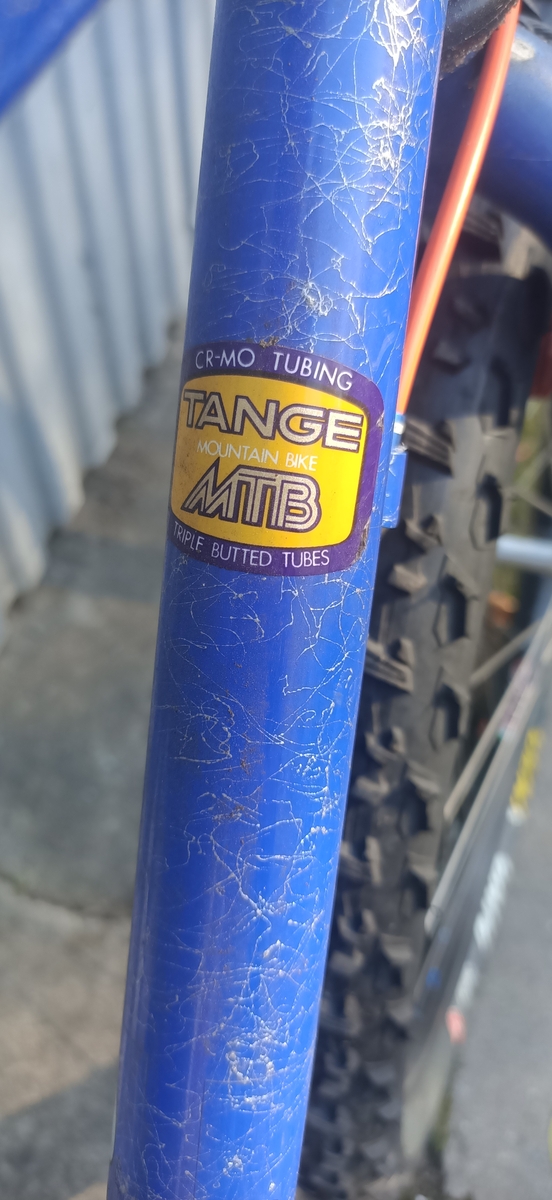 CR-MO TUBING
TANGE
MOUNTAIN BIKE
MTB
TRIPLE BUTTED TUBES